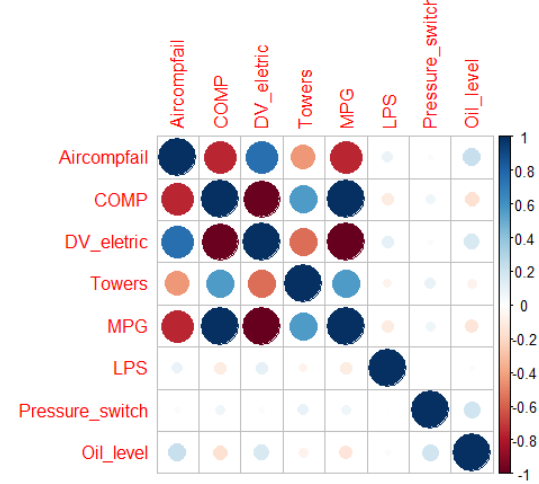 Aircompfail
COMP
DV_eletric
Towers
MPG
LPS
Pressure_switch
Oil_level
Aircompfail
COMP
DV_eletric
Towers
MPG
LPS
Pressure_switch
Oil_level
1
0.8
0.6
0.4
0.2
0
-0.2
-0.4
-0.6
-0.8
-1